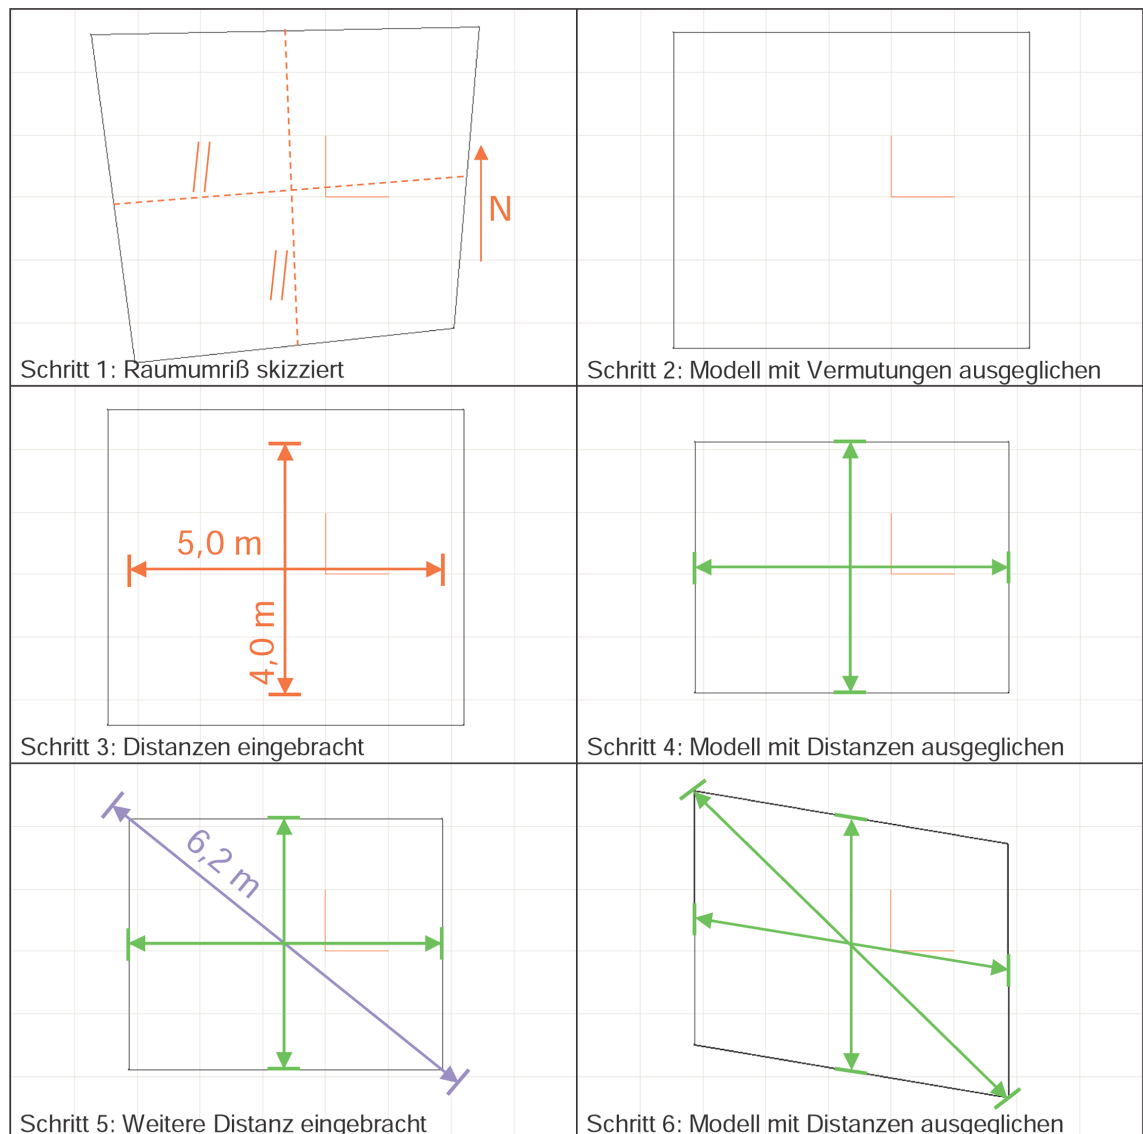 N
Schritt 1: Raumumriß skizziert
Schritt 2: Modell mit Vermutungen ausgeglichen
5,0 m
4,0 m
Schritt 3: Distanzen eingebracht
Schritt 4: Modell mit Distanzen ausgeglichen
6,2 m
Schritt 5: Weitere Distanz eingebracht
Schritt 6: Modell mit Distanzen ausgeglichen